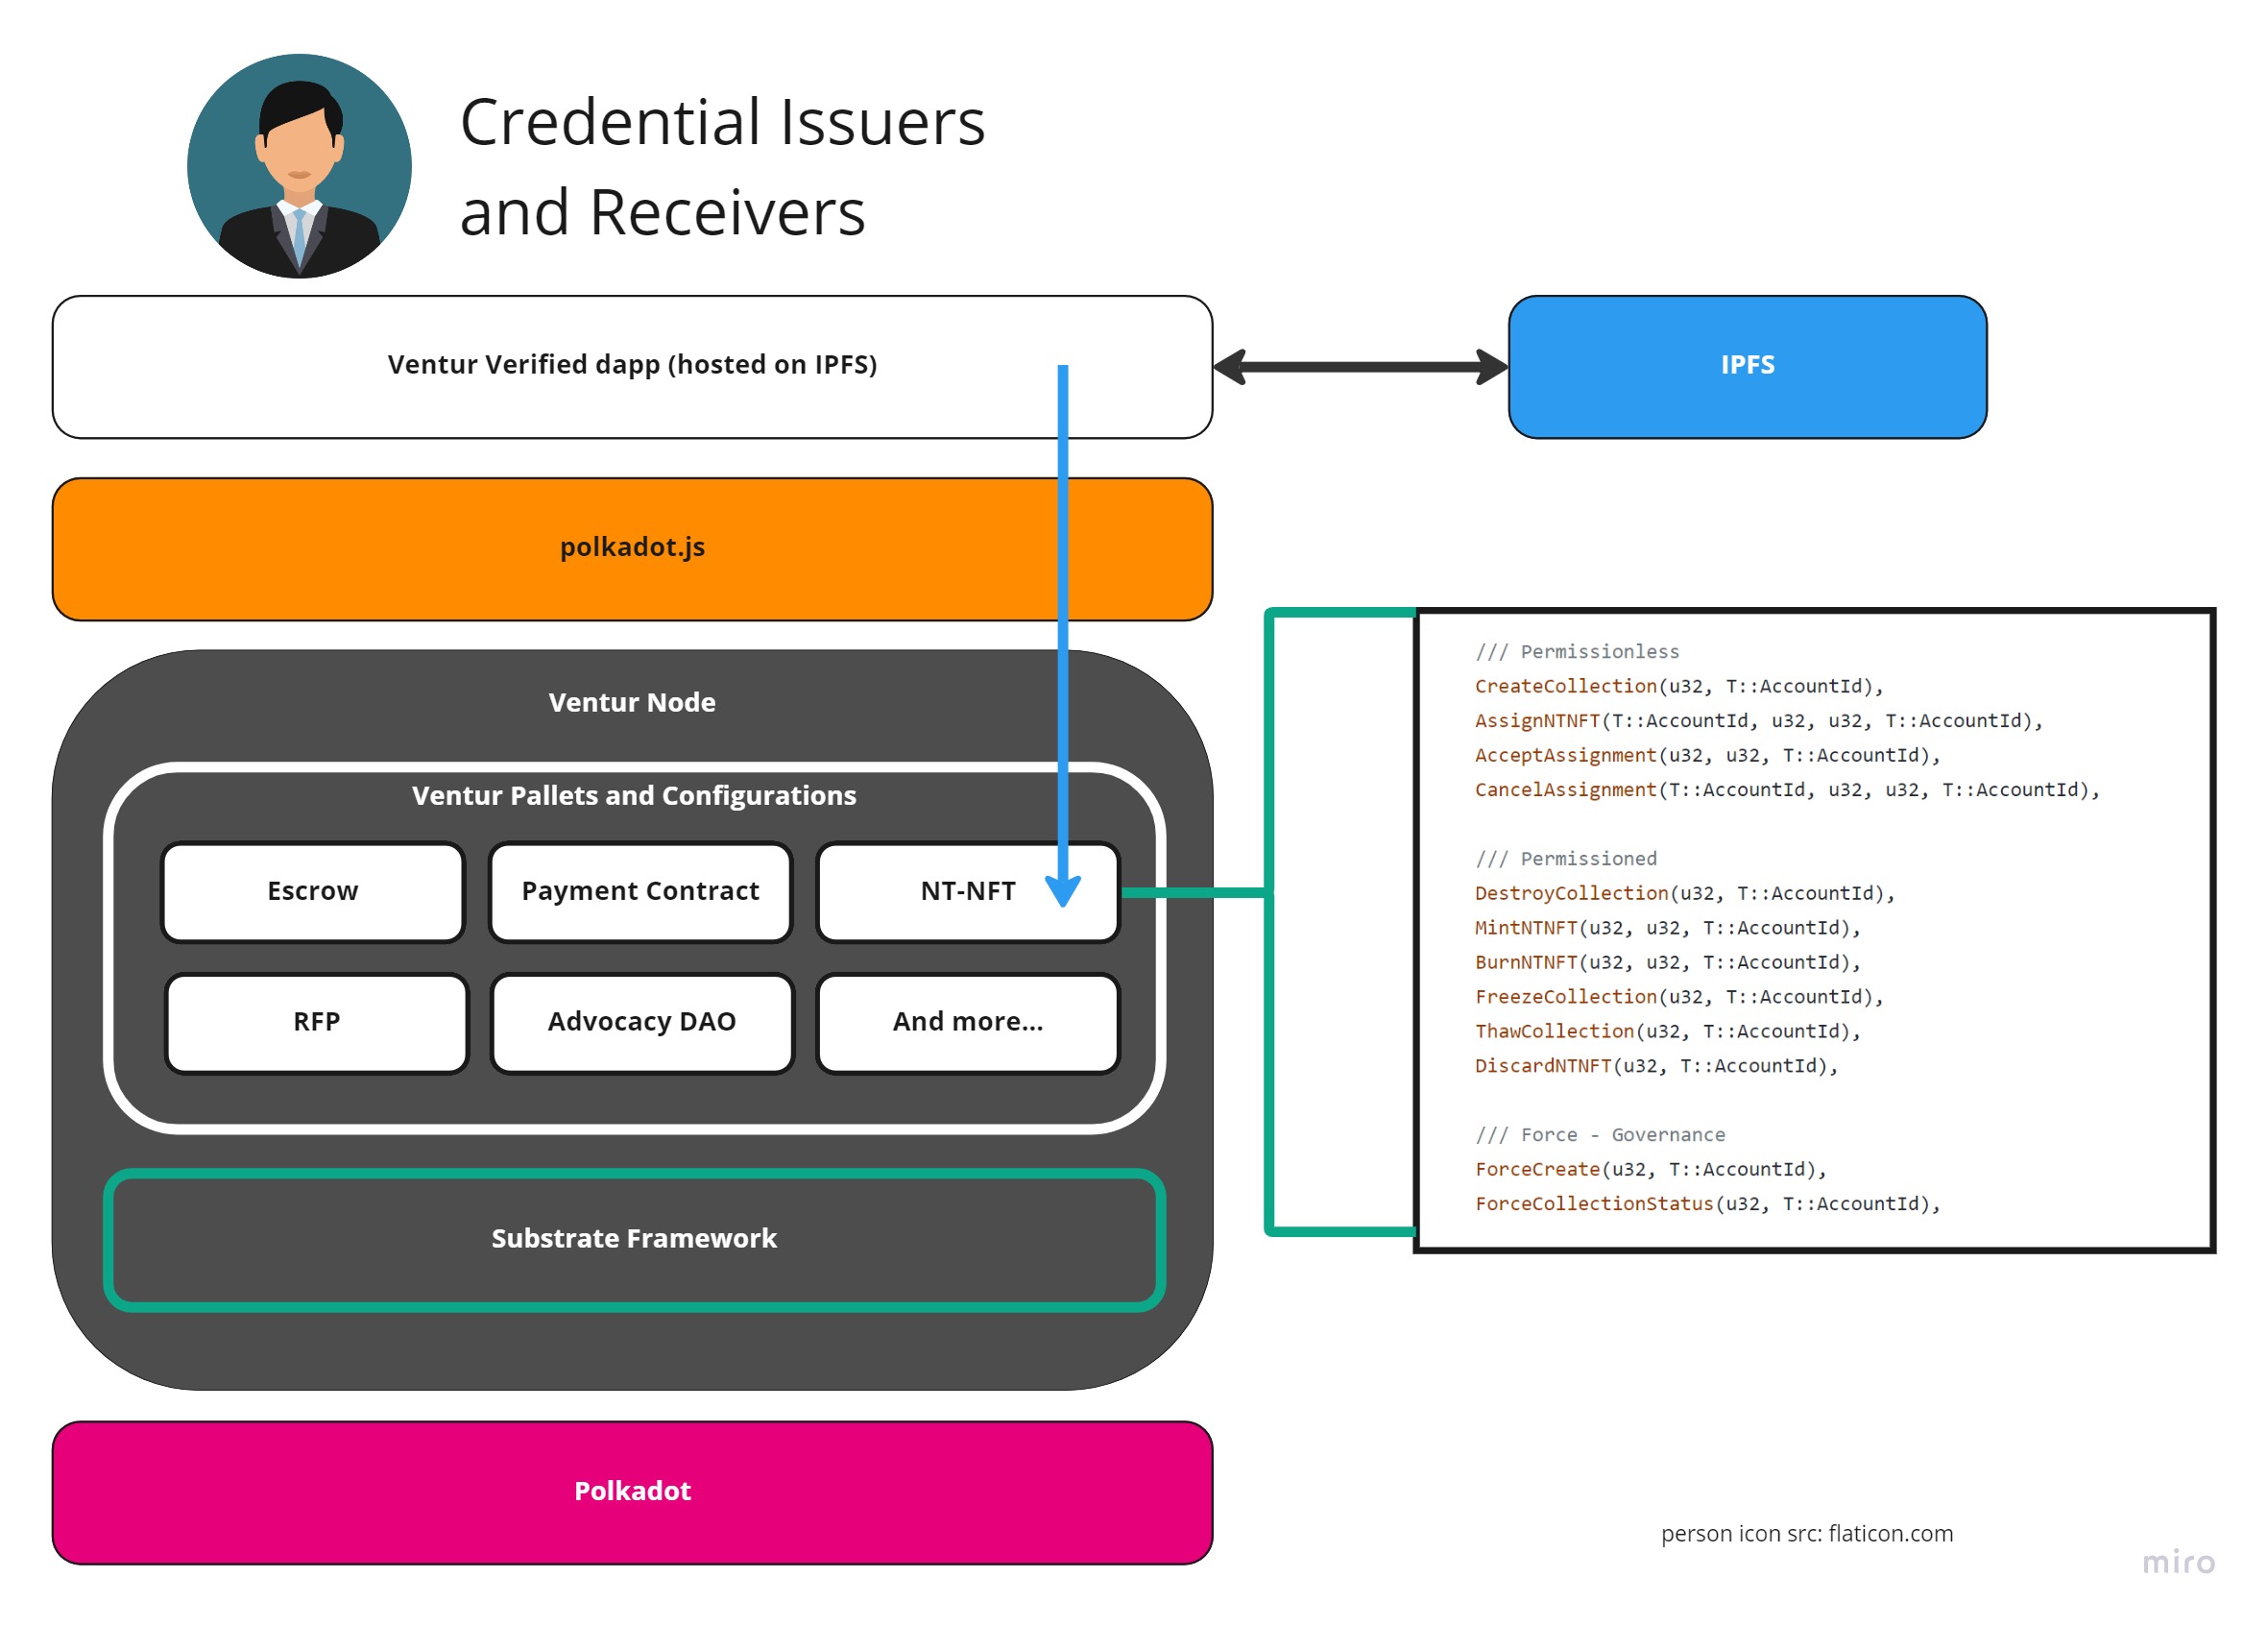 Credential Issuers
and Receivers
Ventur Verified dapp (hosted on IPFS)
IPFS
polkadot.js
Ventur Node
Ventur Pallets and Configurations
Escrow
Payment Contract
NT-NFT
RFP
Advocacy DAO
And more...
Substrate Framework
Polkadot
/// Permissionless
CreateCollection(u32, T::AccountId),
AssignNTNFT(T::AccountId, u32, u32, T::AccountId),
AcceptAssignment(u32, u32, T::AccountId),
CancelAssignment(T::AccountId, u32, u32, T::AccountId),
/// Permissioned
DestroyCollection(u32, T::AccountId),
MintNTNFT(u32, u32, T::AccountId),
BurnNTNFT(u32, u32, T::AccountId),
FreezeCollection(u32, T::AccountId),
ThawCollection(u32, T::AccountId),
DiscardNTNFT(u32, T::AccountId),
/// Force - Governance
ForceCreate(u32, T::AccountId),
ForceCollectionStatus(u32, T::AccountId),
person icon src: flaticon.com
miro